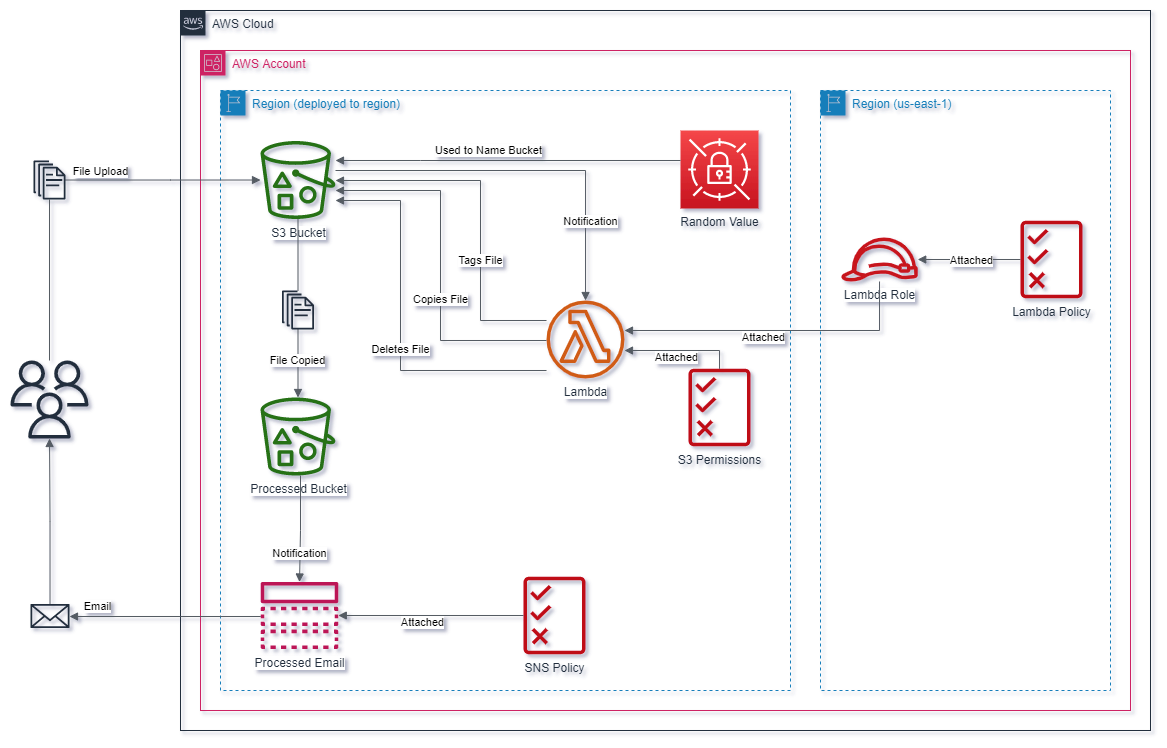 aws
AWS Cloud
AWS Account
Region (deployed to region)
Region (us-east-1)
Used to Name Bucket
File Upload
Random Value
Notification
S3 Bucket
Tags File
Attached
Lambda Role
Copies File
Lambda Policy
Attached
Deletes File
Attached
File Copied
Lambda
S3 Permissions
Processed Bucket
Notification
Email
Attached
Processed Email
SNS Policy